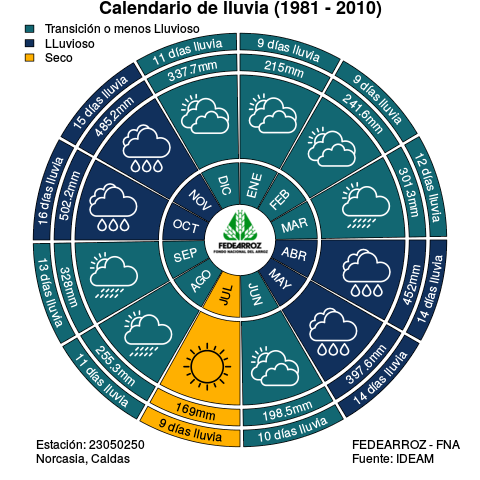 Calendario de lluvia (1981 - 2010)
Transición o menos Lluvioso
LLuvioso
Seco
9 días lluvia
215mm
ENE
9 días lluvia
241.6mm
FEB
12 días lluvia
301.3mm
MAR
14 días lluvia
452mm
ABR
14 días lluvia
397.6mm
MAY
10 días lluvia
198.5mm
JUN
9 días lluvia
169mm
JUL
11 días lluvia
255.3mm
AGO
13 días lluvia
328mm
SEP
16 días lluvia
502.2mm
OCT
15 días lluvia
485.2mm
NOV
11 días lluvia
337.7mm
DIC
FEDEARROZ
FONDO NACIONAL DEL ARROZ
Estación: 23050250
Norcasia, Caldas
FEDEARROZ - FNA
Fuente: IDEAM